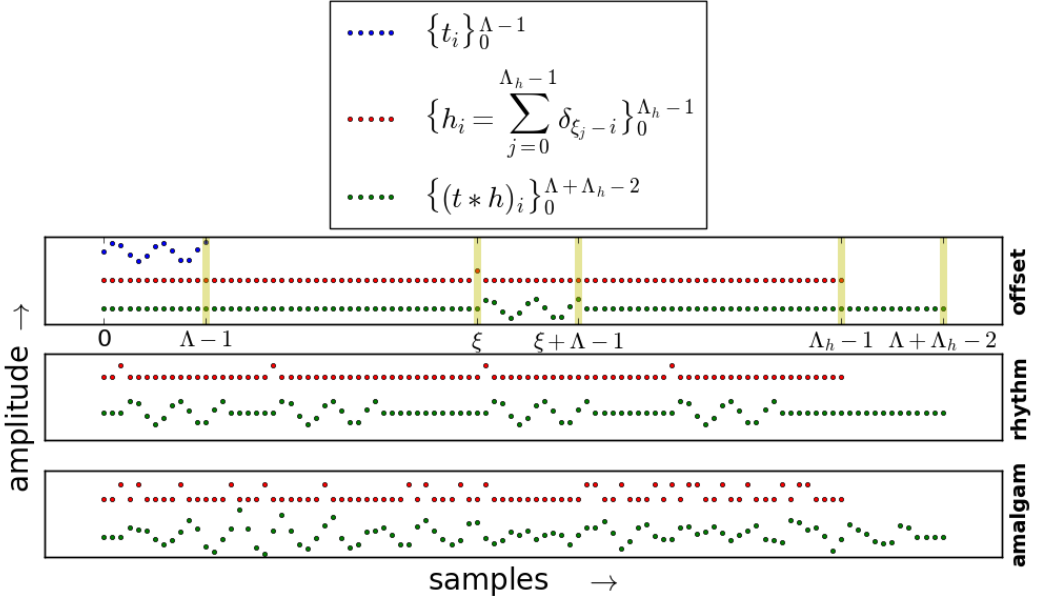 {t_i}_0^{Λ−1}
{h_i = \sum_{j=0}^{Λ_h−1} δ_{ξ_j−i}}_0^{Λ_h−1}
{(t ∗ h)_i}_0^{Λ+Λ_h−2}
offset
0 Λ − 1 ξ ξ + Λ − 1 Λ_h − 1 Λ + Λ_h − 2
amplitude →
rhythm
amalgam
samples →